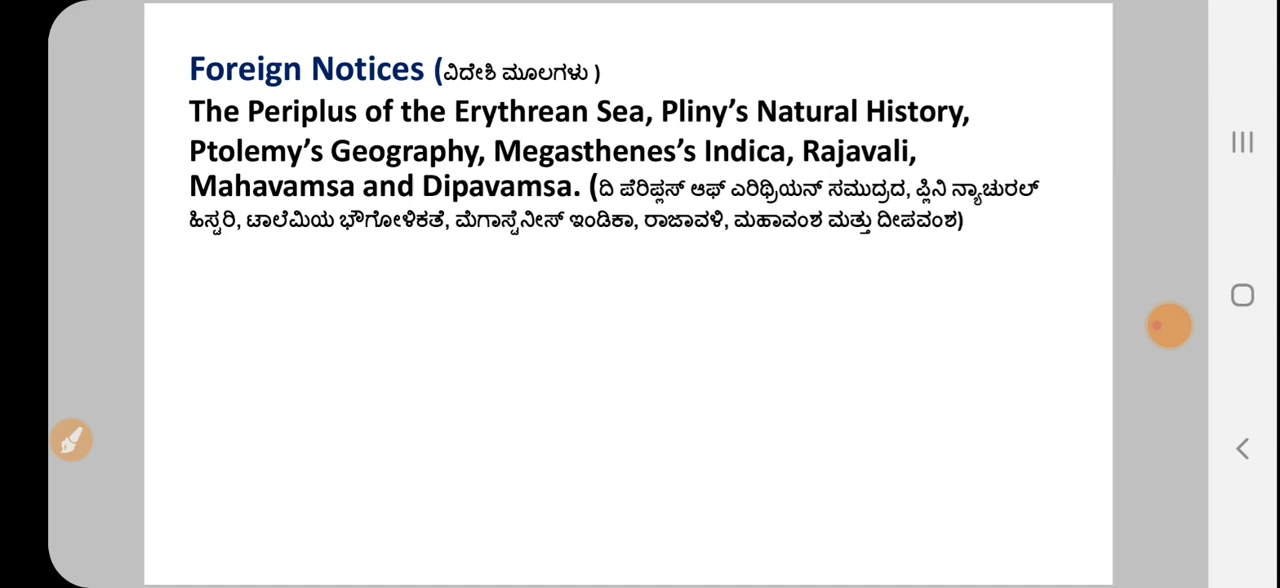 Foreign Notices (ವಿದೇಶಿ ಮೂಲಗಳು )
The Periplus of the Erythrean Sea, Pliny’s Natural History,
Ptolemy’s Geography, Megasthenes’s Indica, Rajavali,
Mahavamsa and Dipavamsa. (ದಿ ಪೆರಿಪ್ಲಸ್ ಆಫ್ ಎರಿಥ್ರಿಯನ್ ಸಮುದ್ರದ, ಪ್ಲಿನಿ ನ್ಯಾಚುರಲ್
ಹಿಸ್ಟರಿ, ಟಾಲೆಮಿಯ ಭೌಗೋಳಿಕತೆ, ಮೆಗಾಸ್ಟೆನೀಸ್ ಇಂಡಿಕಾ, ರಾಜಾವಳಿ, ಮಹಾವಂಶ ಮತ್ತು ದೀಪವಂಶ)